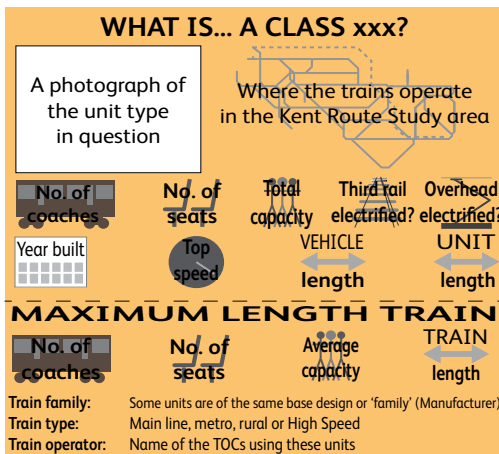 WHAT IS... A CLASS xxx?
A photograph of
the unit type
in question
Where the trains operate
in the Kent Route Study area
No. of
coaches
No. of
seats
Total
capacity
Third rail
electrified?
Overhead
electrified?
Year built
Top
speed
VEHICLE
length
UNIT
length
MAXIMUM LENGTH TRAIN
No. of
coaches
No. of
seats
Average
capacity
TRAIN
length
Train family: Some units are of the same base design or ‘family’ (Manufacturer)
Train type: Main line, metro, rural or High Speed
Train operator: Name of the TOCs using these units